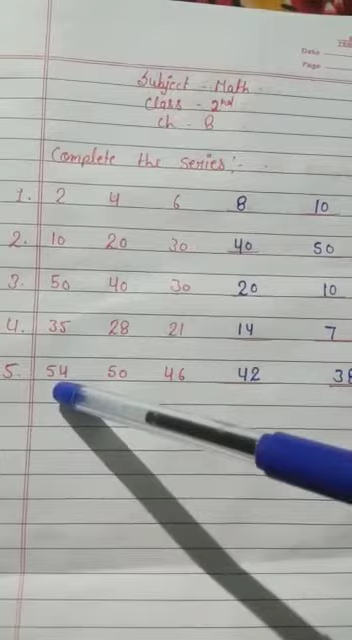 Date
Page
Subject - Math
Class - 2nd
Ch - 8
Complete the series:-
1. 2 4 6 8 10
2. 10 20 30 40 50
3. 50 40 30 20 10
4. 35 28 21 14 7
5. 54 50 46 42 38